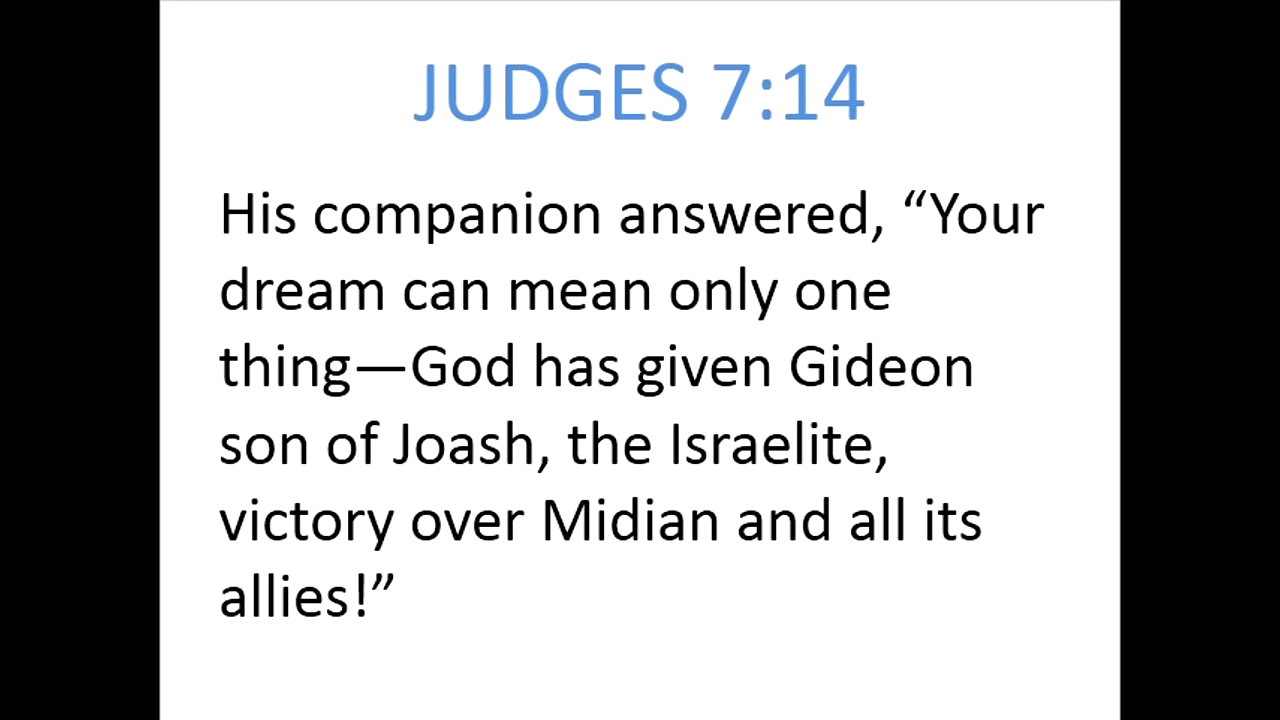 JUDGES 7:14
His companion answered, “Your
dream can mean only one
thing—God has given Gideon
son of Joash, the Israelite,
victory over Midian and all its
allies!”